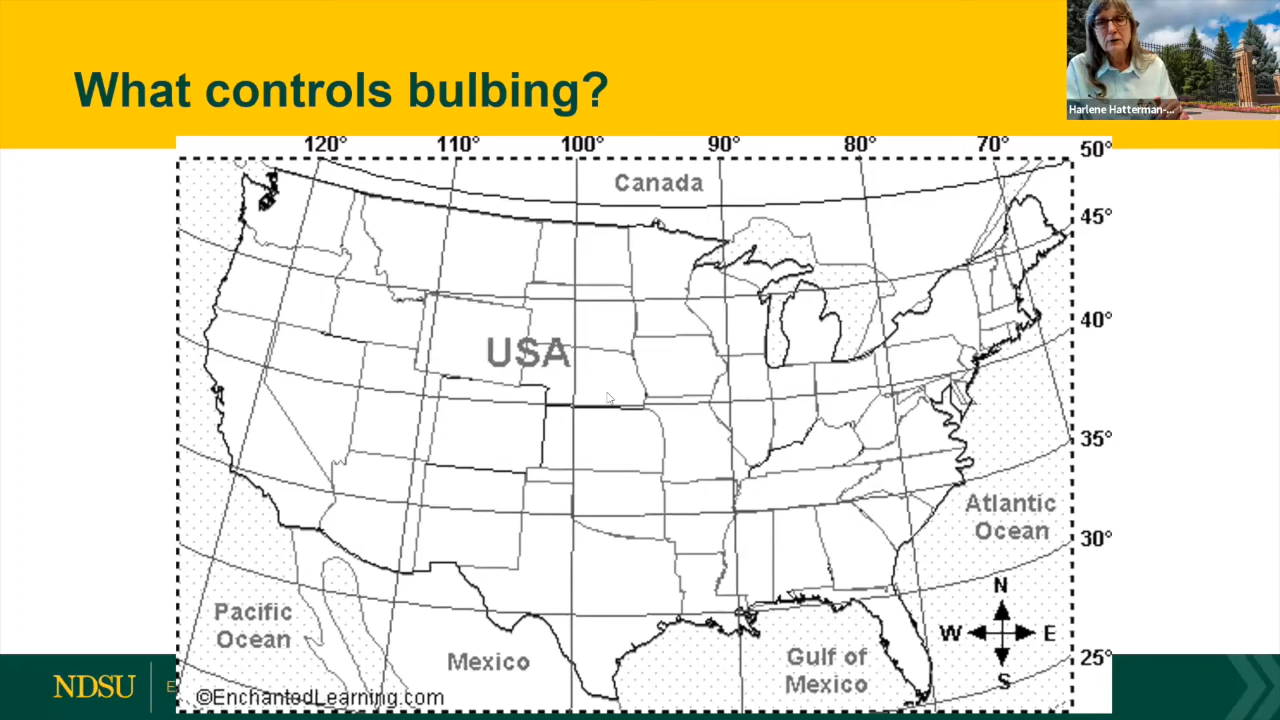 What controls bulbing?
Harlene Hatterman-...
120° 110° 100° 90° 80° 70° 50°
Canada
45°
40°
USA
35°
Atlantic
Ocean
30°
N
W E
S
Pacific
Ocean
Mexico
Gulf of
Mexico
25°
NDSU
E
©EnchantedLearning.com